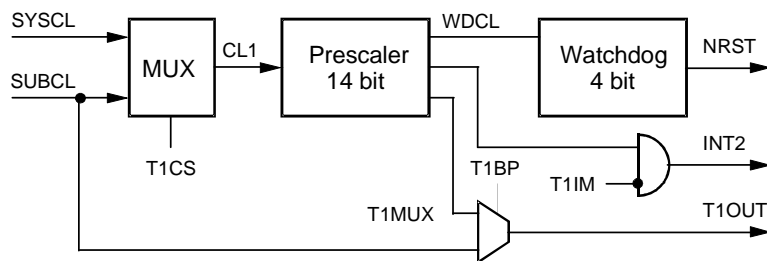 SYSCL
SUBCL
MUX
T1CS
CL1
Prescaler
14 bit
WDCL
Watchdog
4 bit
NRST
INT2
T1IM
T1BP
T1MUX
T1OUT